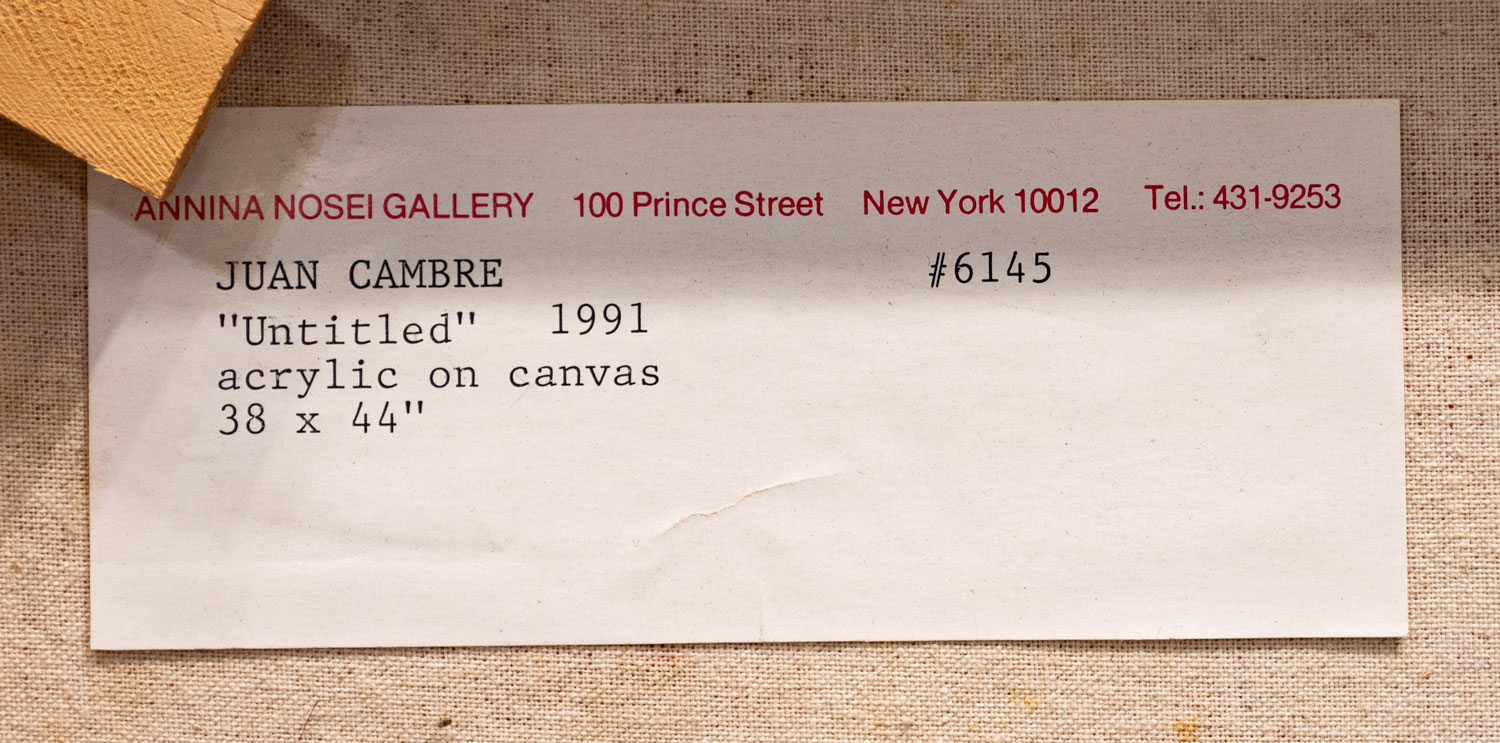 ANNINA NOSEI GALLERY 100 Prince Street New York 10012 Tel.: 431-9253
JUAN CAMBRE #6145
"Untitled" 1991
acrylic on canvas
38 x 44"